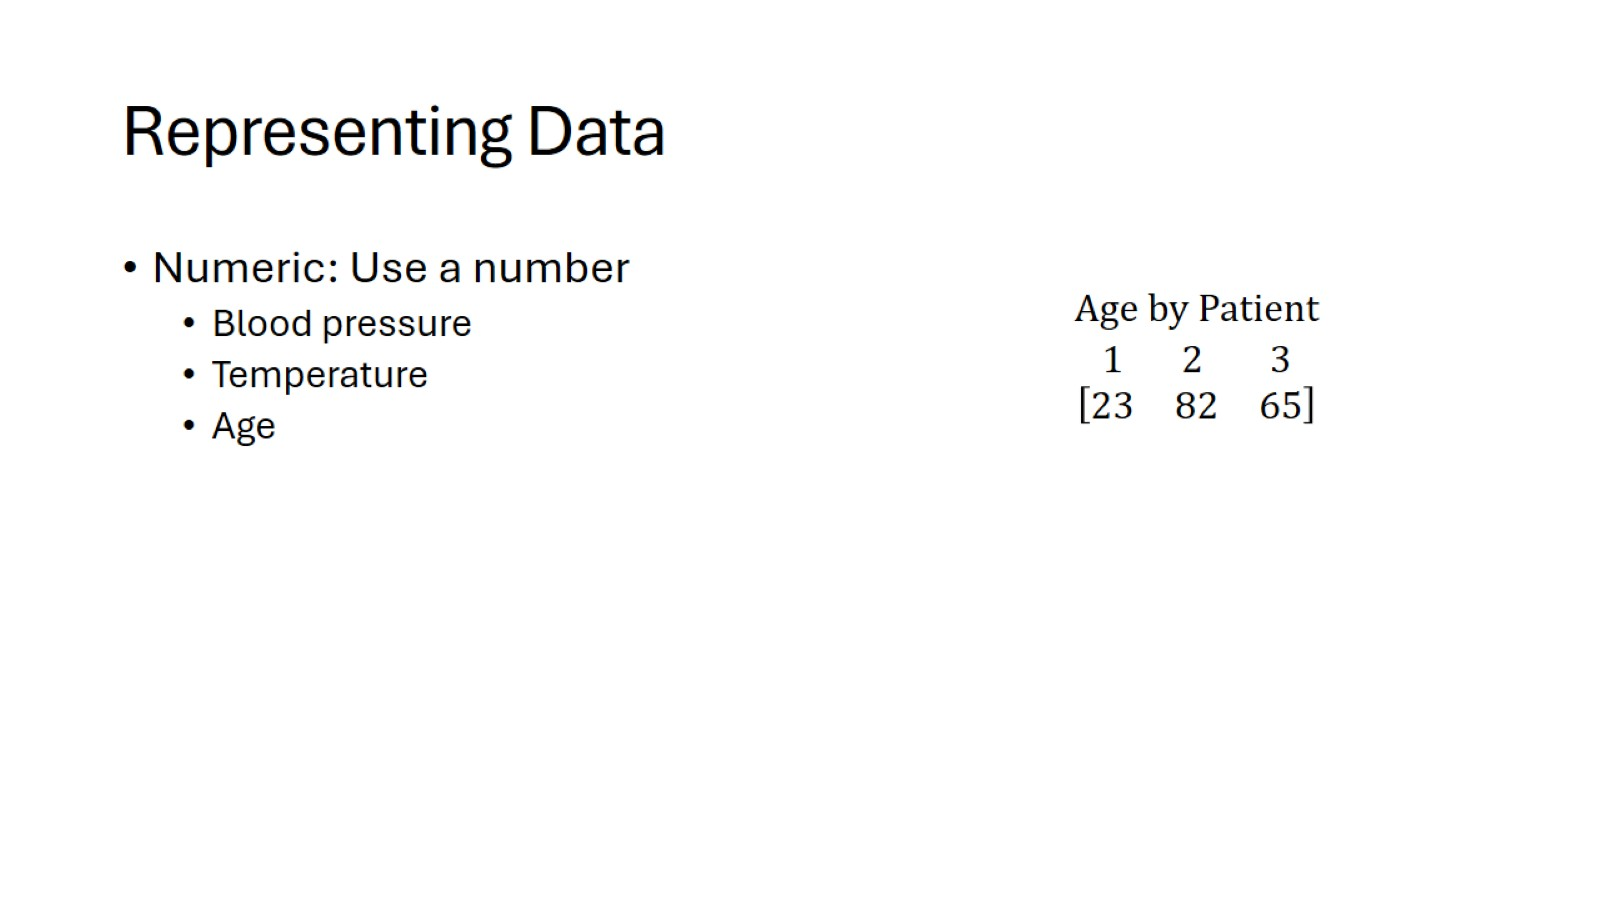 Representing Data
• Numeric: Use a number
• Blood pressure
• Temperature
• Age
Age by Patient
1 2 3
[23 82 65]